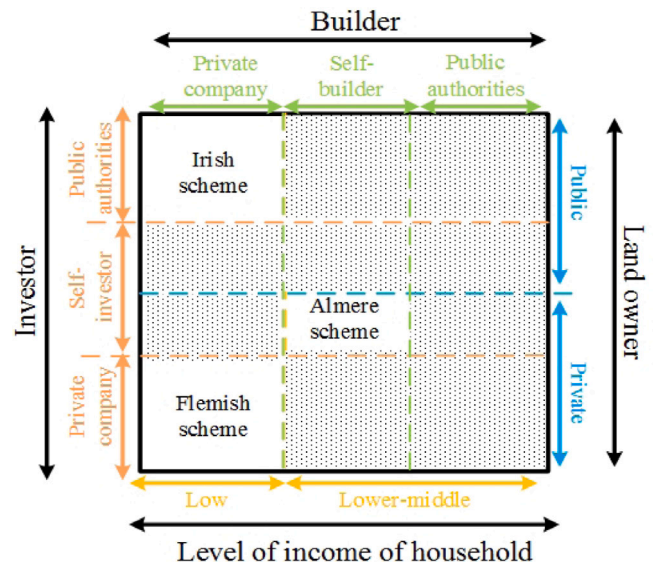 Builder
Private
company
Self-
builder
Public
authorities
Investor
Public
authorities
Self-
investor
Private
company
Irish
scheme
Almere
scheme
Flemish
scheme
Public
Private
Land owner
Low
Lower-middle
Level of income of household